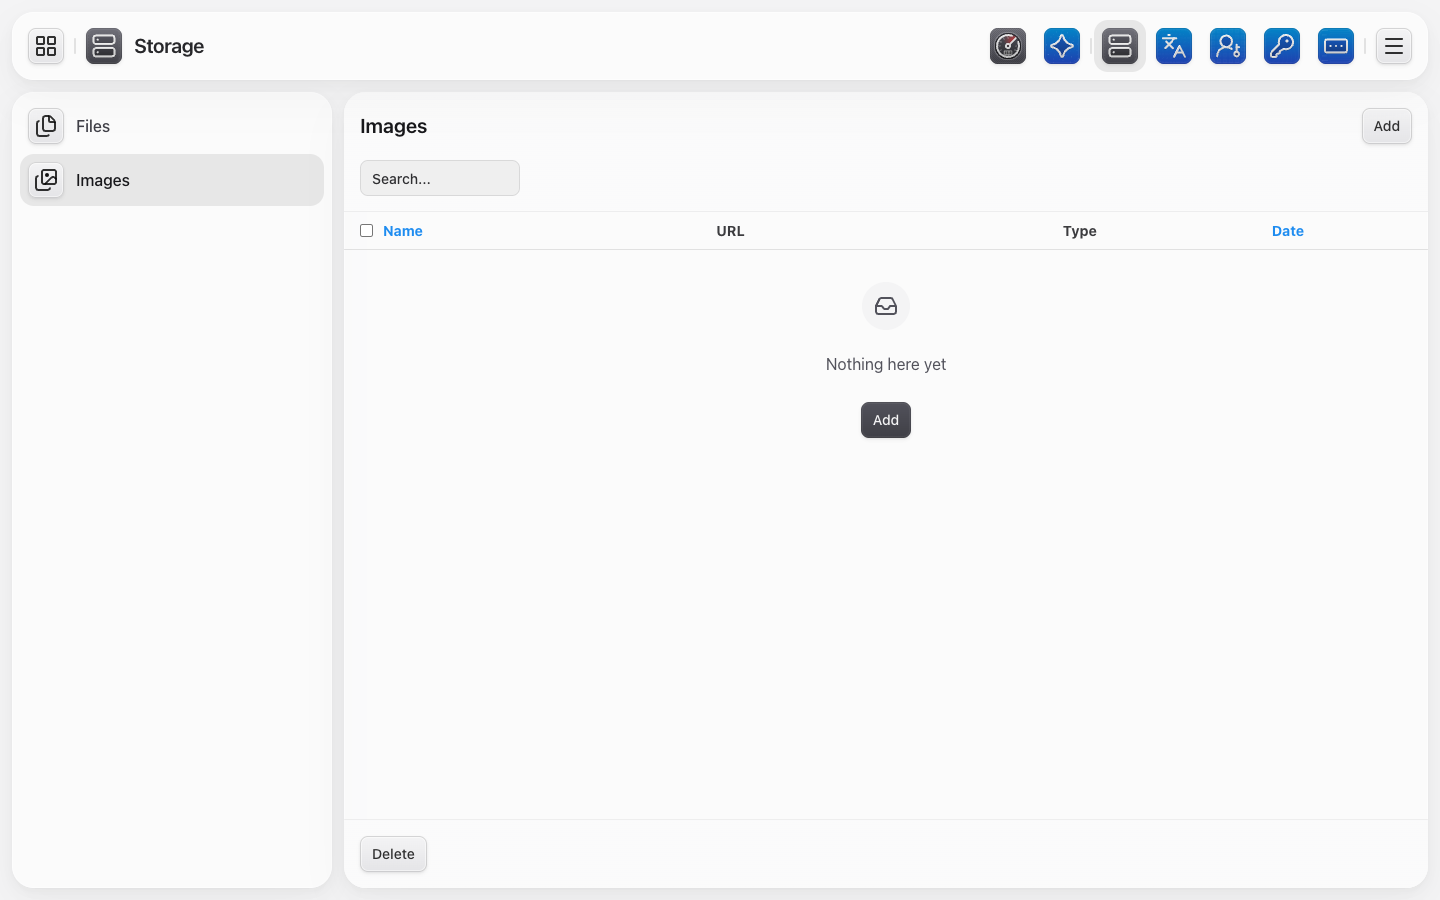 Storage
Files
Images
Images
Add
Search...
Name
URL
Type
Date
Nothing here yet
Add
Delete